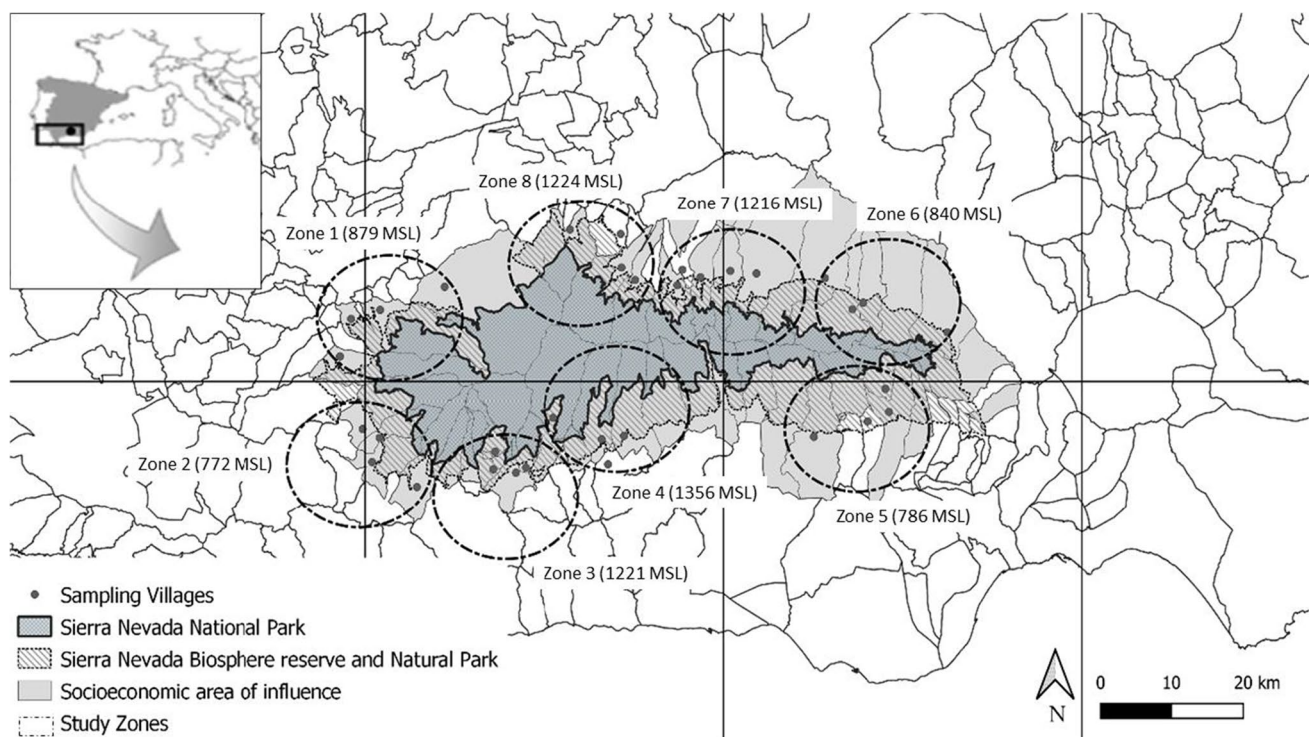 Zone 8 (1224 MSL)
Zone 7 (1216 MSL)
Zone 6 (840 MSL)
Zone 1 (879 MSL)
Zone 2 (772 MSL)
Zone 4 (1356 MSL)
Zone 5 (786 MSL)
Zone 3 (1221 MSL)
Sampling Villages
Sierra Nevada National Park
Sierra Nevada Biosphere reserve and Natural Park
Socioeconomic area of influence
Study Zones
N
0 10 20 km